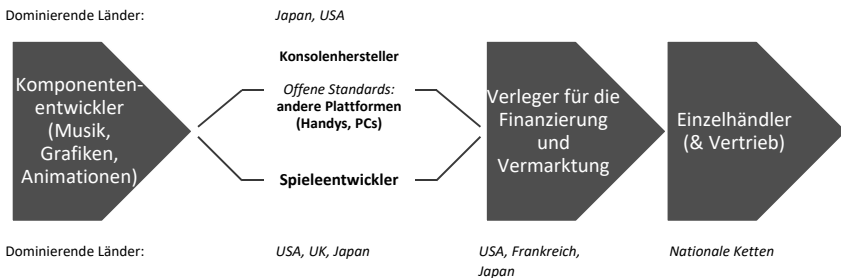 Dominierende Länder:
Japan, USA
Komponenten-
entwickler
(Musik,
Grafiken,
Animationen)
Konsolenhersteller
Offene Standards:
andere Plattformen
(Handys, PCs)
Spieleentwickler
Verleger für die
Finanzierung
und
Vermarktung
Einzelhändler
(& Vertrieb)
Dominierende Länder:
USA, UK, Japan
USA, Frankreich,
Japan
Nationale Ketten